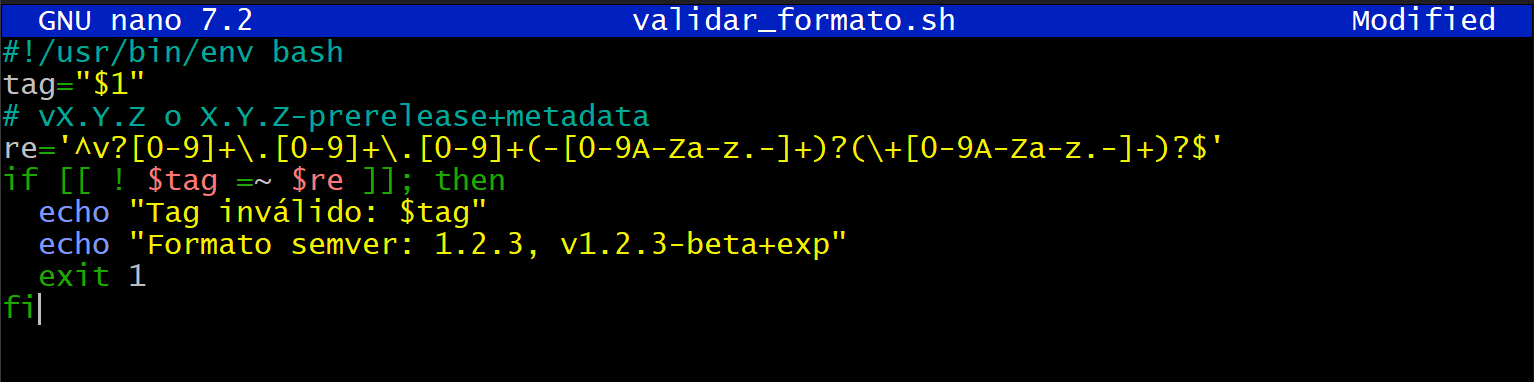 GNU nano 7.2 validar_formato.sh Modified
#!/usr/bin/env bash
tag="$1"
# vX.Y.Z o X.Y.Z-prerelease+metadata
re='^v?[0-9]+\.[0-9]+\.[0-9]+(-[0-9A-Za-z.-]+)?(\+[0-9A-Za-z.-]+)?$'
if [[ ! $tag =~ $re ]]; then
  echo "Tag inválido: $tag"
  echo "Formato semver: 1.2.3, v1.2.3-beta+exp"
  exit 1
fi